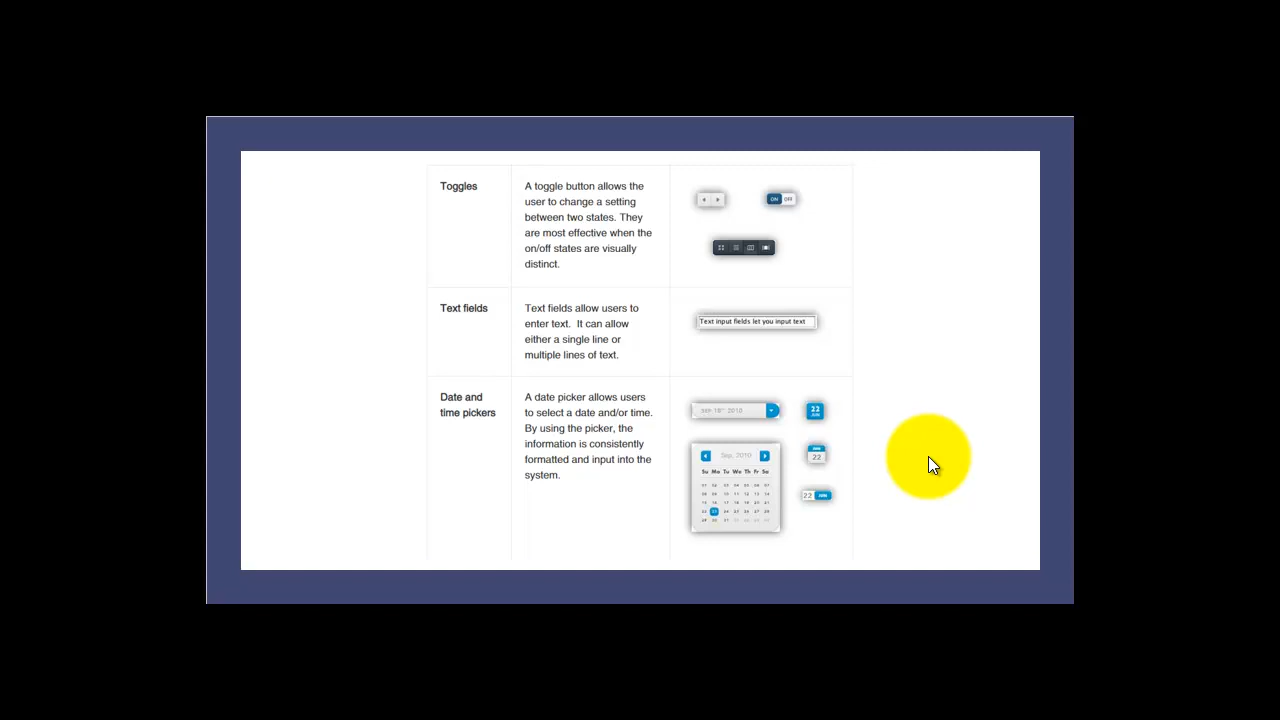 Toggles
A toggle button allows the
user to change a setting
between two states. They
are most effective when the
on/off states are visually
distinct.
ON OFF
Text fields
Text fields allow users to
enter text. It can allow
either a single line or
multiple lines of text.
Text input fields let you input text
Date and
time pickers
A date picker allows users
to select a date and/or time.
By using the picker, the
information is consistently
formatted and input into the
system.
22
JUN
Sep, 2010
Su Mo Tu We Th Fr Sa
22
22 JUN